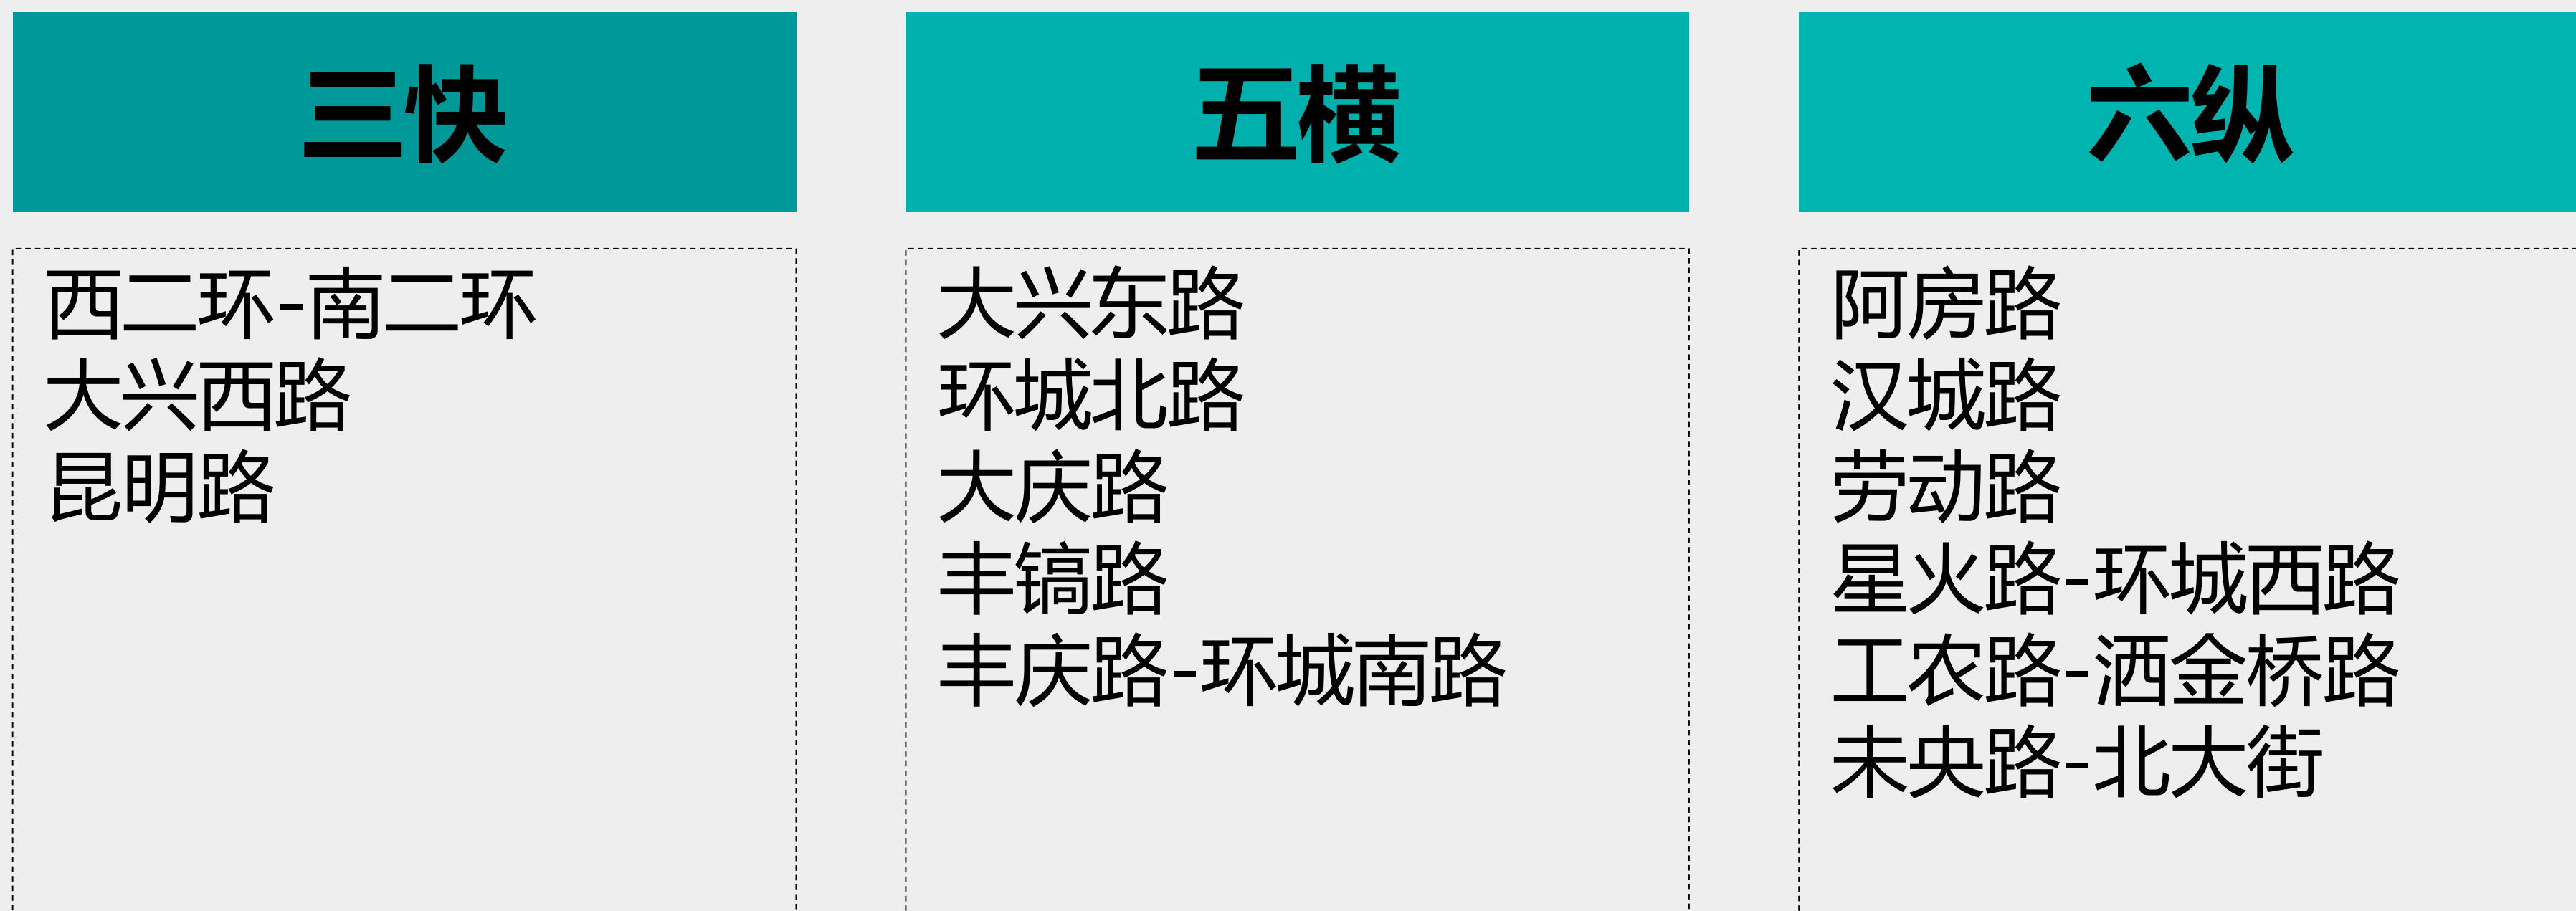 三快
西二环-南二环
大兴西路
昆明路
五横
大兴东路
环城北路
大庆路
丰镐路
丰庆路-环城南路
六纵
阿房路
汉城路
劳动路
星火路-环城西路
工农路-洒金桥路
未央路-北大街